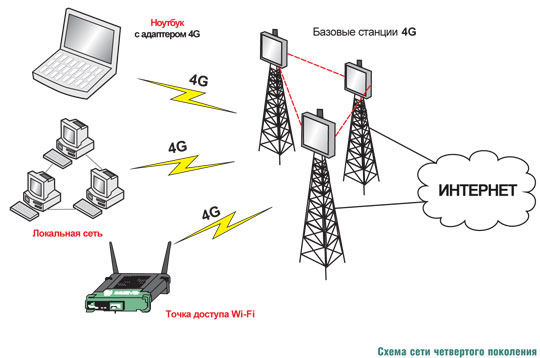 Ноутбук
с адаптером 4G
Базовые станции 4G
4G
4G
ИНТЕРНЕТ
Локальная сеть
4G
Точка доступа Wi-Fi
Схема сети четвертого поколения